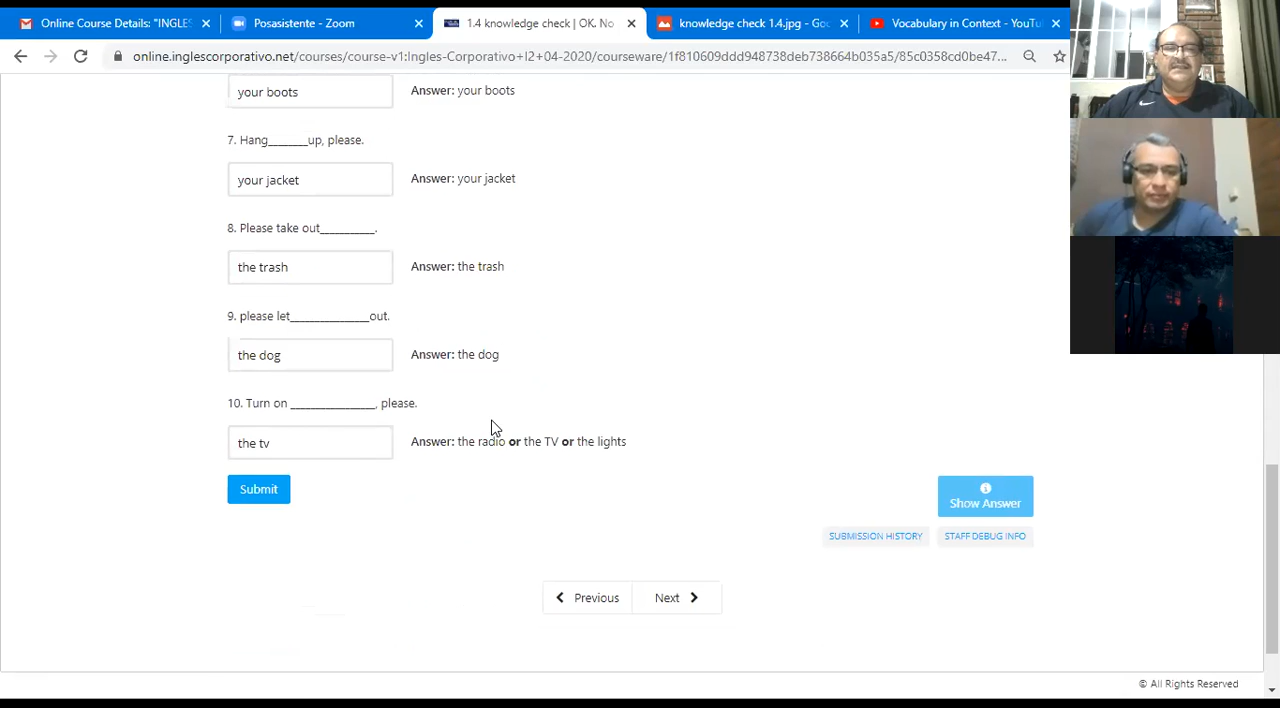 Online Course Details: "INGLES
Posasistente - Zoom
1.4 knowledge check | OK. No
knowledge check 1.4.jpg - Goo
Vocabulary in Context - YouTu
online.inglescorporativo.net/courses/course-v1:Ingles-Corporativo+I2+04-2020/courseware/1f810609ddd948738deb738664b035a5/85c0358cd0be47...
your boots
Answer: your boots
7. Hang________up, please.
your jacket
Answer: your jacket
8. Please take out___________.
the trash
Answer: the trash
9. please let________________out.
the dog
Answer: the dog
10. Turn on _________________, please.
the tv
Answer: the radio or the TV or the lights
Submit
Show Answer
SUBMISSION HISTORY
STAFF DEBUG INFO
Previous
Next
© All Rights Reserved